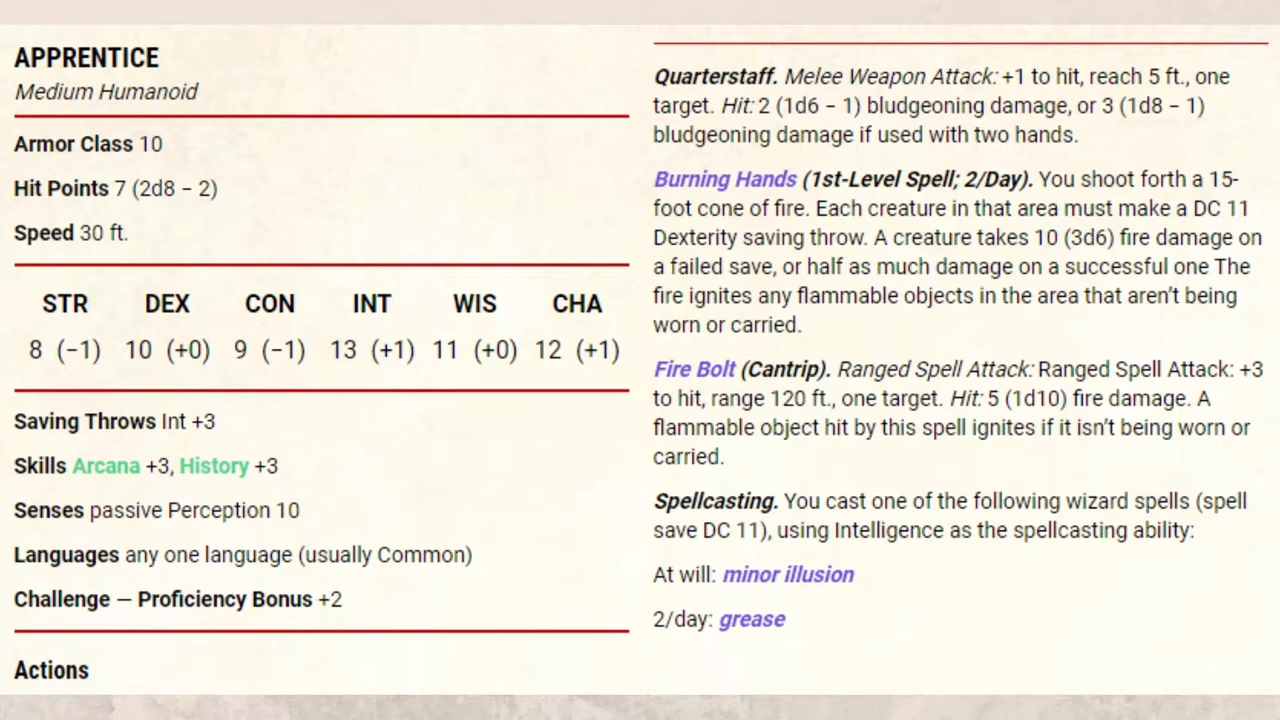 APPRENTICE
Medium Humanoid
Armor Class 10
Hit Points 7 (2d8 − 2)
Speed 30 ft.
STR DEX CON INT WIS CHA
8 (−1) 10 (+0) 9 (−1) 13 (+1) 11 (+0) 12 (+1)
Saving Throws Int +3
Skills Arcana +3, History +3
Senses passive Perception 10
Languages any one language (usually Common)
Challenge — Proficiency Bonus +2
Actions
Quarterstaff. Melee Weapon Attack: +1 to hit, reach 5 ft., one
target. Hit: 2 (1d6 − 1) bludgeoning damage, or 3 (1d8 − 1)
bludgeoning damage if used with two hands.
Burning Hands (1st-Level Spell; 2/Day). You shoot forth a 15-
foot cone of fire. Each creature in that area must make a DC 11
Dexterity saving throw. A creature takes 10 (3d6) fire damage on
a failed save, or half as much damage on a successful one The
fire ignites any flammable objects in the area that aren’t being
worn or carried.
Fire Bolt (Cantrip). Ranged Spell Attack: Ranged Spell Attack: +3
to hit, range 120 ft., one target. Hit: 5 (1d10) fire damage. A
flammable object hit by this spell ignites if it isn’t being worn or
carried.
Spellcasting. You cast one of the following wizard spells (spell
save DC 11), using Intelligence as the spellcasting ability:
At will: minor illusion
2/day: grease